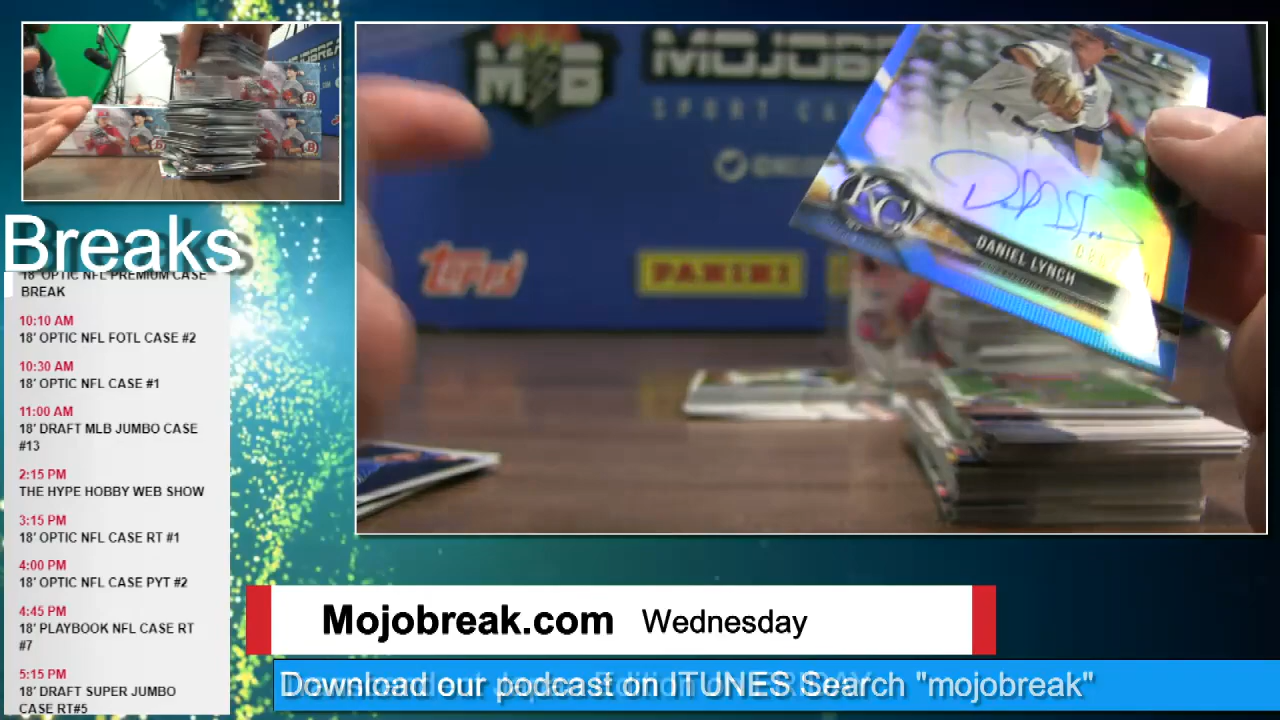 Breaks
18' OPTIC NFL PREMIUM CASE
BREAK
10:10 AM
18' OPTIC NFL FOTL CASE #2
10:30 AM
18' OPTIC NFL CASE #1
11:00 AM
18' DRAFT MLB JUMBO CASE
#13
2:15 PM
THE HYPE HOBBY WEB SHOW
3:15 PM
18' OPTIC NFL CASE RT #1
4:00 PM
18' OPTIC NFL CASE PYT #2
4:45 PM
18' PLAYBOOK NFL CASE RT
#7
5:15 PM
18' DRAFT SUPER JUMBO
CASE RT#5
MOJOBREA
MOJOBRE
SPORT
1st
KC
DANIEL LYNCH
topps
PANINI
Mojobreak.com Wednesday
Download our podcast on ITUNES Search "mojobreak"